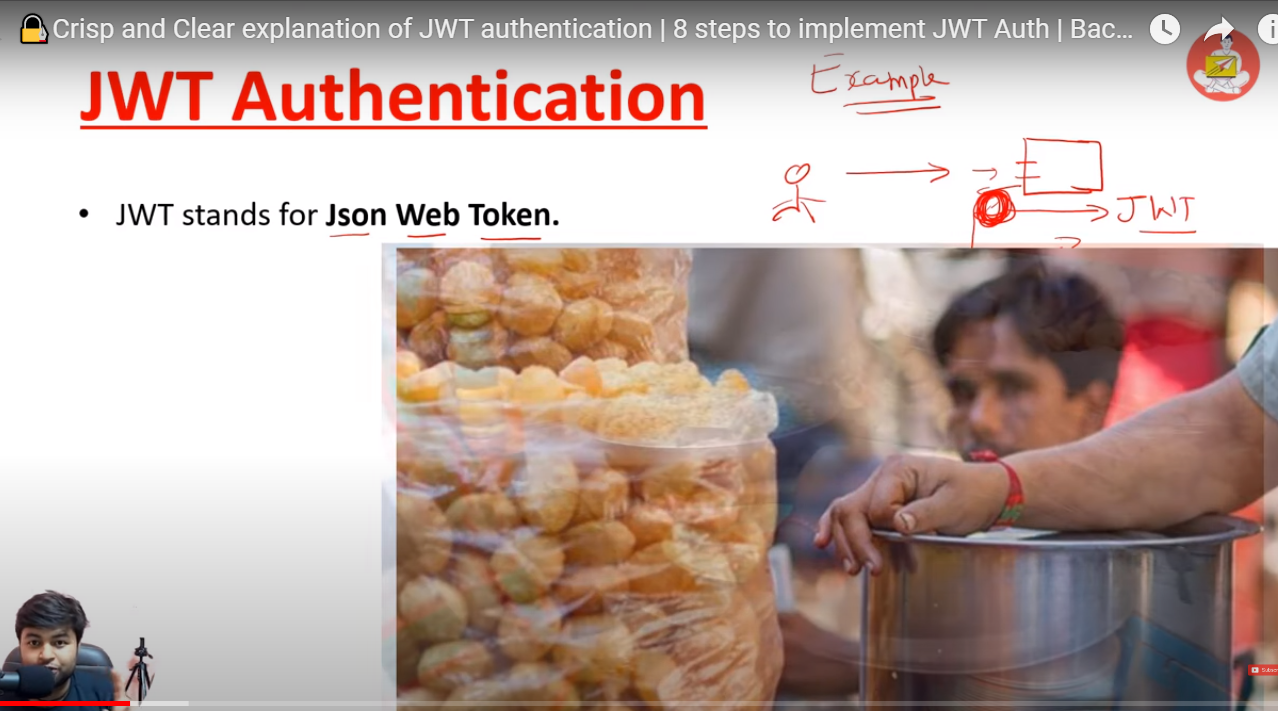 Crisp and Clear explanation of JWT authentication | 8 steps to implement JWT Auth | Bac...
JWT Authentication
Example
• JWT stands for Json Web Token.
JWT